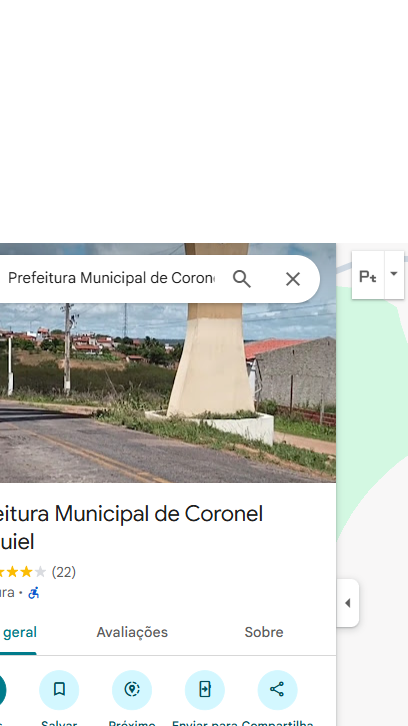 Prefeitura Municipal de Coron
Pt
eitura Municipal de Coronel
uiel
(22)
ura •
geral Avaliações Sobre
Salvar Próximo Enviar para Compartilha